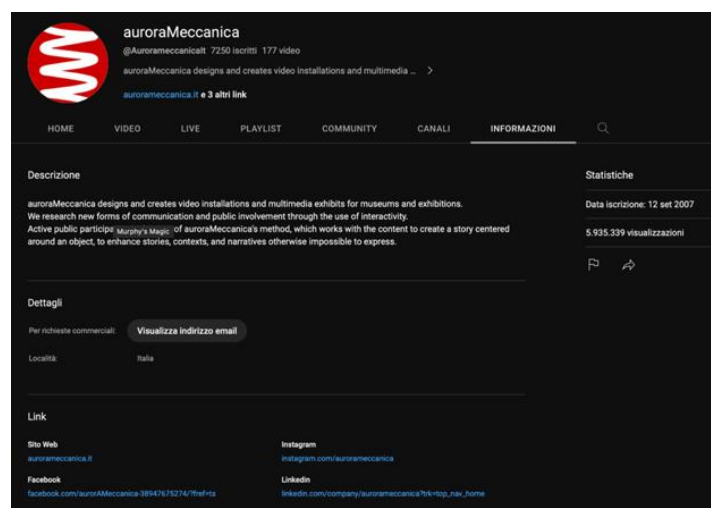 auroraMeccanica
@Aurorameccanicalt 7250 iscritti 177 video
auroraMeccanica designs and creates video installations and multimedia ...
aurorameccanica.it e 3 altri link
HOME VIDEO LIVE PLAYLIST COMMUNITY CANALI INFORMAZIONI
Descrizione
auroraMeccanica designs and creates video installations and multimedia exhibits for museums and exhibitions.
We research new forms of communication and public involvement through the use of interactivity.
Active public participa Murphy's Magic of auroraMeccanica's method, which works with the content to create a story centered
around an object, to enhance stories, contexts, and narratives otherwise impossible to express.
Statistiche
Data iscrizione: 12 set 2007
5.935.339 visualizzazioni
Dettagli
Per richieste commerciali: Visualizza indirizzo email
Località: Italia
Link
Sito Web
aurorameccanica.it
Instagram
instagram.com/aurorameccanica
Facebook
facebook.com/aurorAMeccanica-38947675274/?fref=ts
Linkedin
linkedin.com/company/aurorameccanica?trk=top_nav_home